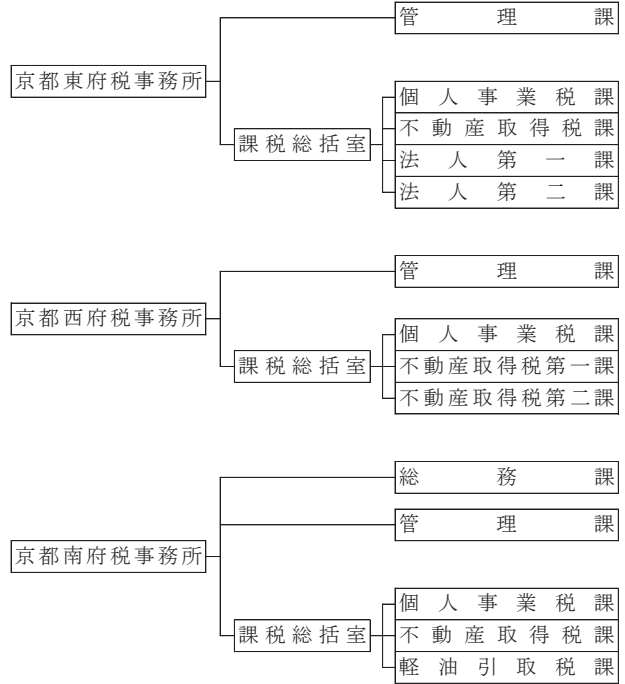 管理課
京都東府税事務所
個人事業税課
不動産取得税課
課税総括室
法人第一課
法人第二課
管理課
京都西府税事務所
個人事業税課
課税総括室
不動産取得税第一課
不動産取得税第二課
総務課
管理課
京都南府税事務所
個人事業税課
課税総括室
不動産取得税課
軽油引取税課